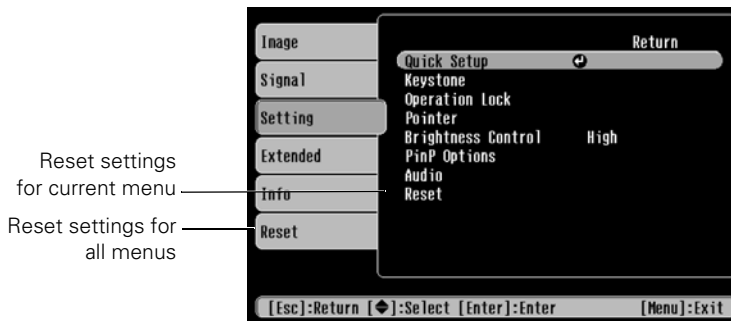 Reset settings
for current menu
Reset settings for
all menus
Image
Signal
Setting
Extended
Info
Reset
Return
Quick Setup
Keystone
Operation Lock
Pointer
Brightness Control High
PinP Options
Audio
Reset
[Esc]:Return [◆]:Select [Enter]:Enter [Menu]:Exit